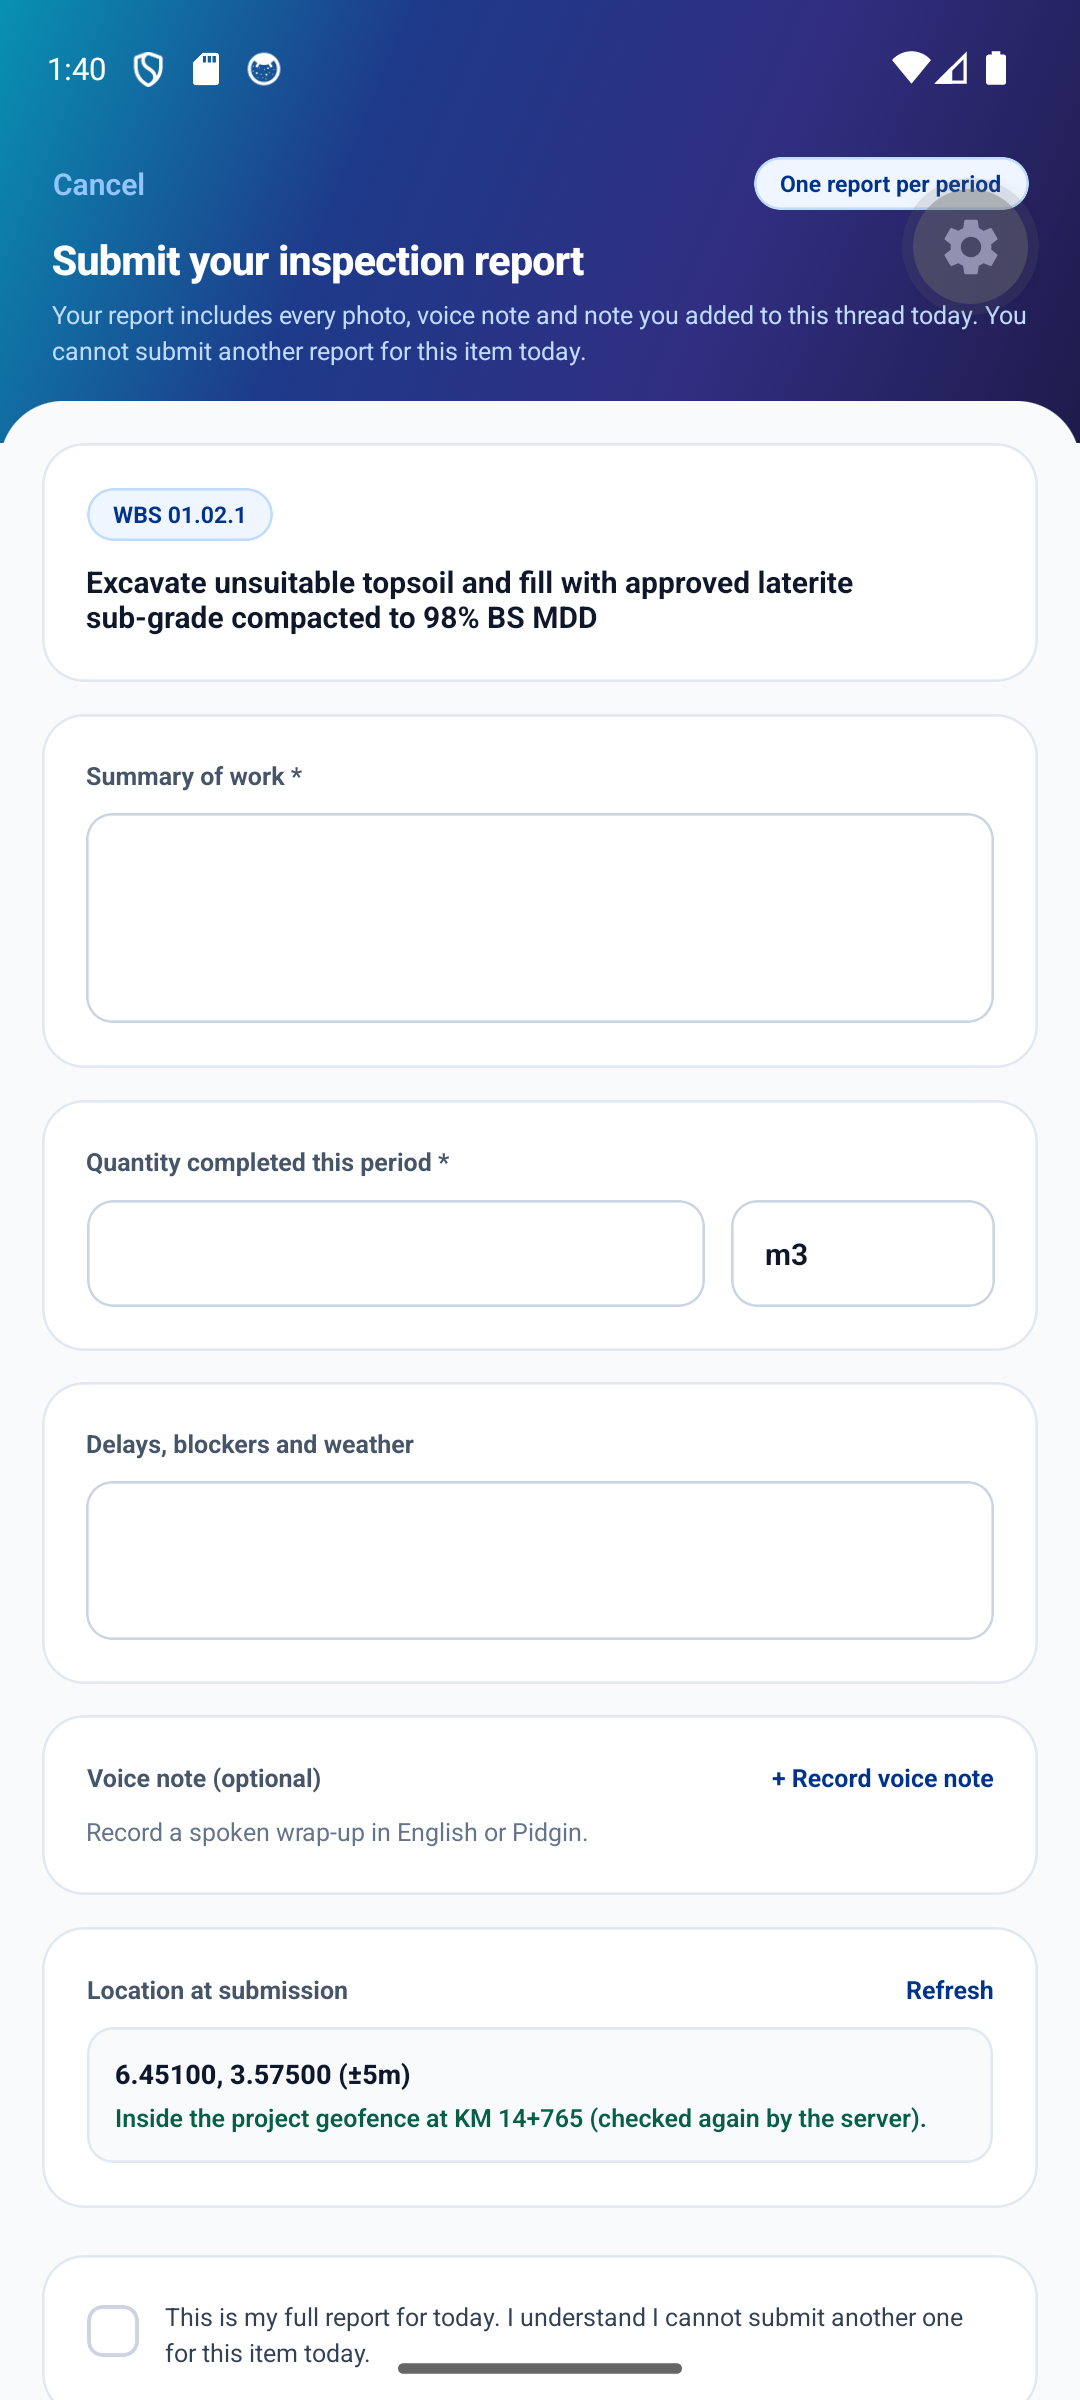 1:40
Cancel
One report per period
Submit your inspection report
Your report includes every photo, voice note and note you added to this thread today. You
cannot submit another report for this item today.
WBS 01.02.1
Excavate unsuitable topsoil and fill with approved laterite
sub-grade compacted to 98% BS MDD
Summary of work *
Quantity completed this period *
m3
Delays, blockers and weather
Voice note (optional)
+ Record voice note
Record a spoken wrap-up in English or Pidgin.
Location at submission
Refresh
6.45100, 3.57500 (±5m)
Inside the project geofence at KM 14+765 (checked again by the server).
This is my full report for today. I understand I cannot submit another one
for this item today.